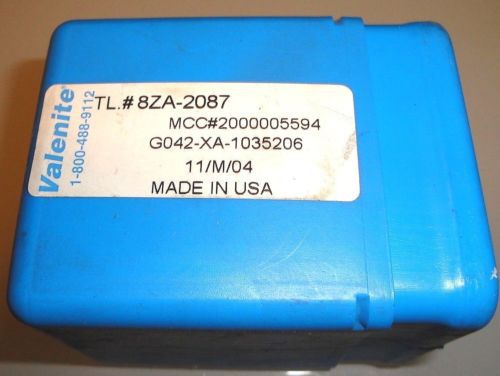 Valenite®
1-800-488-9112
TL.# 8ZA-2087
MCC#2000005594
G042-XA-1035206
11/M/04
MADE IN USA